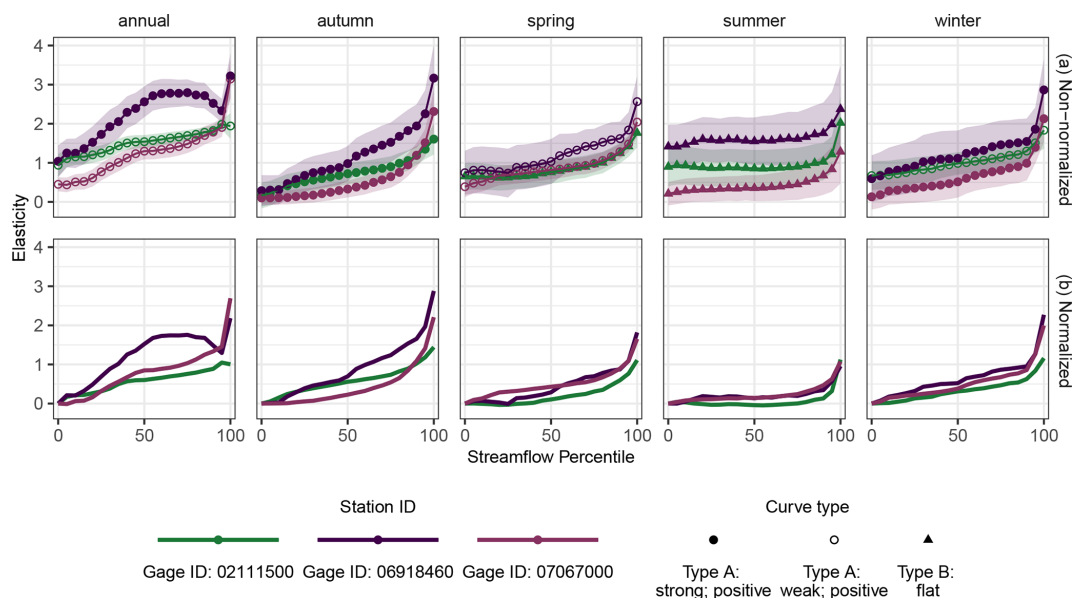 annual autumn spring summer winter
4
3
2
1
0
(a) Non-normalized
Elasticity
4
3
2
1
0
(b) Normalized
0 50 100 0 50 100 0 50 100 0 50 100 0 50 100
Streamflow Percentile
Station ID Curve type
Gage ID: 02111500 Gage ID: 06918460 Gage ID: 07067000 Type A: Type A: Type B:
strong; positive weak; positive flat